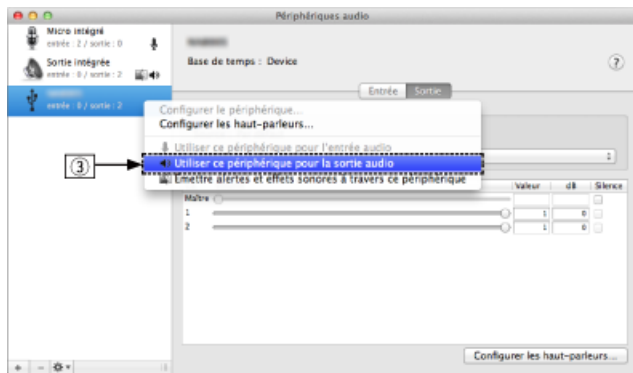 Périphériques audio
Micro intégré
entrée : 2 / sortie : 0
Sortie intégrée
entrée : 0 / sortie : 2
entrée : 0 / sortie : 2
Base de temps : Device
?
Entrée Sortie
Configurer le périphérique...
Configurer les haut-parleurs...
Utiliser ce périphérique pour l'entrée audio
③ Utiliser ce périphérique pour la sortie audio
Émettre alertes et effets sonores à travers ce périphérique
Valeur dB Silence
Maître
1 1 0
2 1 0
Configurer les haut-parleurs...
+ −